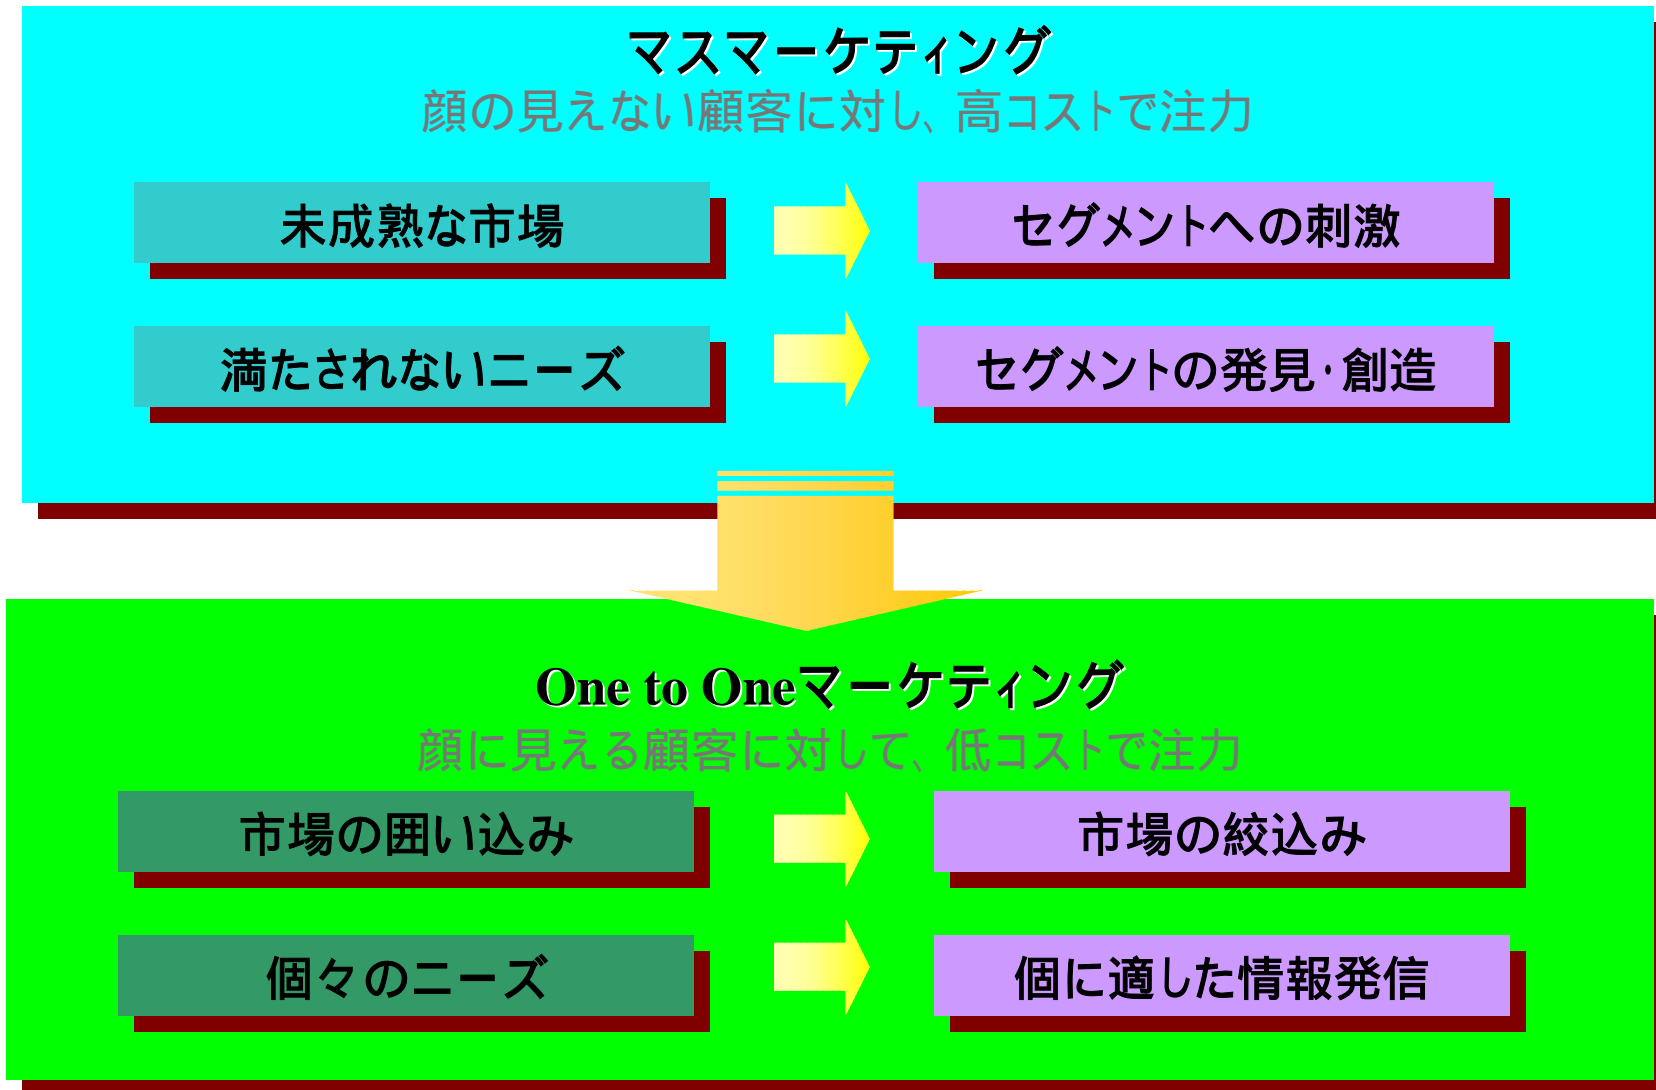 マスマーケティング
顔の見えない顧客に対し、高コストで注力
未成熟な市場
セグメントへの刺激
満たされないニーズ
セグメントの発見・創造
One to Oneマーケティング
顔に見える顧客に対して、低コストで注力
市場の囲い込み
市場の絞込み
個々のニーズ
個に適した情報発信